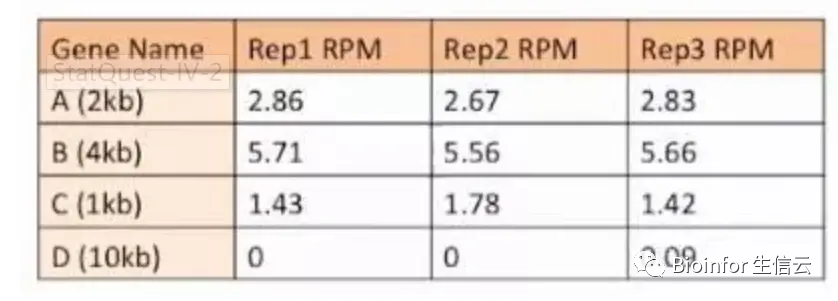 Gene Name Rep1 RPM Rep2 RPM Rep3 RPM
StatQuest-IV-2
A (2kb) 2.86 2.67 2.83
B (4kb) 5.71 5.56 5.66
C (1kb) 1.43 1.78 1.42
D (10kb) 0 0 0.09
Bioinfor 生信云